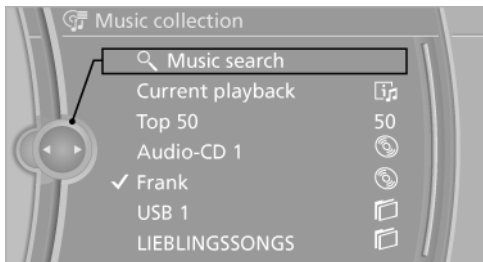 Music collection
Music search
Current playback
Top 50 50
Audio-CD 1
Frank
USB 1
LIEBLINGSSONGS